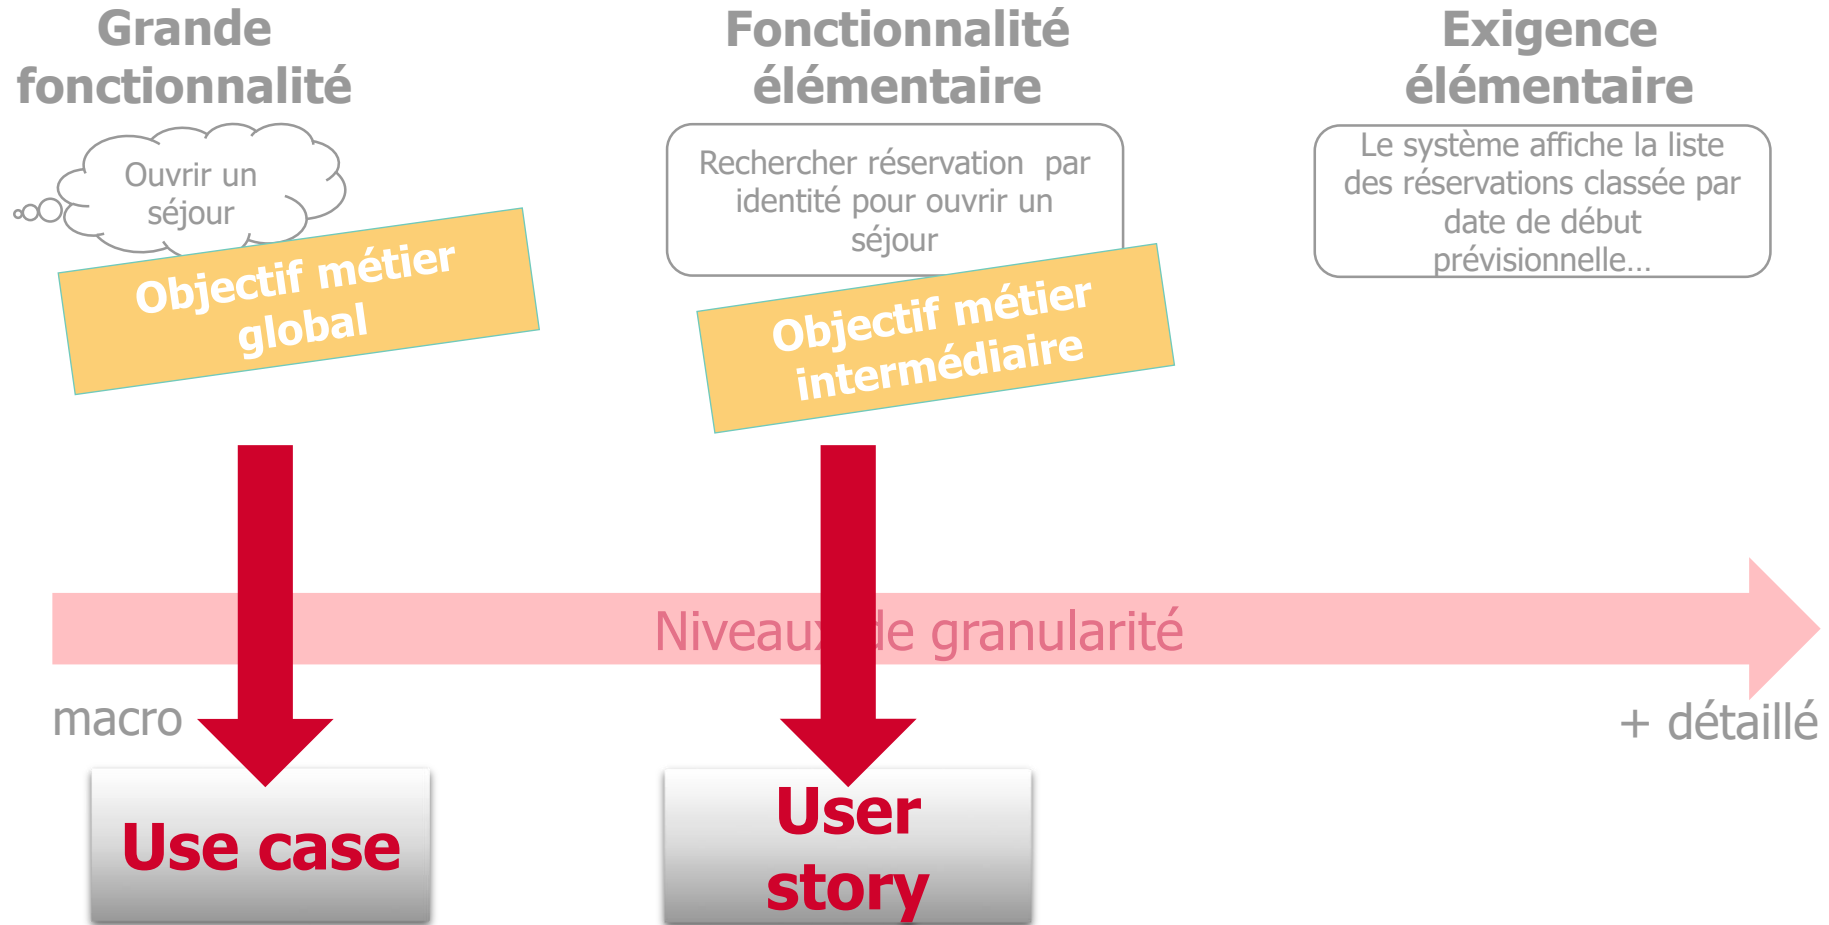 Grande
fonctionnalité
Ouvrir un
séjour
Objectif métier
global
Fonctionnalité
élémentaire
Rechercher réservation par
identité pour ouvrir un
séjour
Objectif métier
intermédiaire
Exigence
élémentaire
Le système affiche la liste
des réservations classée par
date de début
prévisionnelle…
Niveaux de granularité
macro
+ détaillé
Use case
User
story